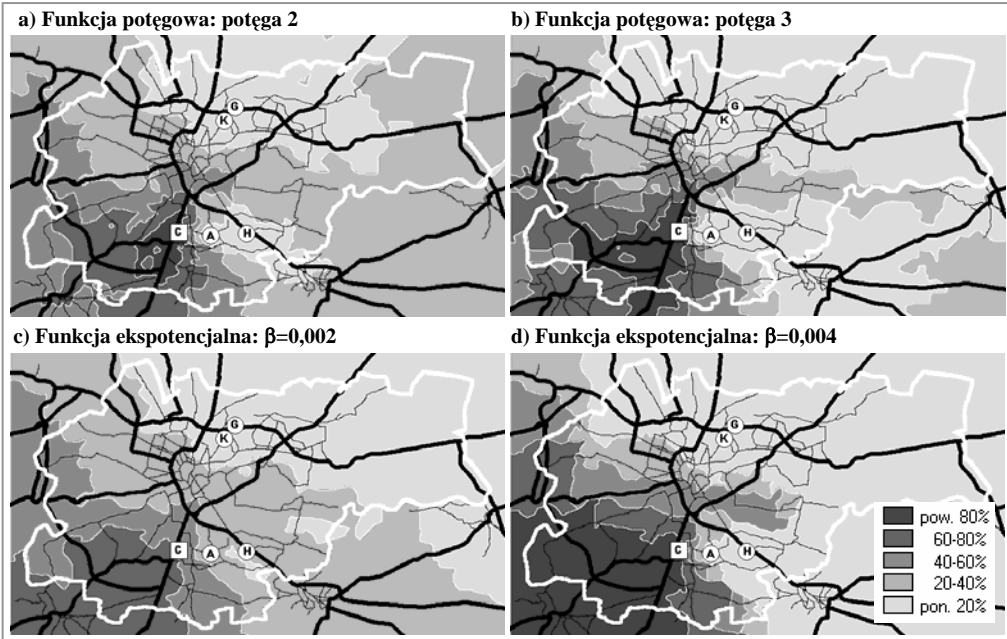 a) Funkcja potęgowa: potęga 2
b) Funkcja potęgowa: potęga 3
G
K
C
A
H
G
K
C
A
H
c) Funkcja ekspotencjalna: β=0,002
d) Funkcja ekspotencjalna: β=0,004
G
K
C
A
H
G
K
C
A
H
pow. 80%
60-80%
40-60%
20-40%
pon. 20%